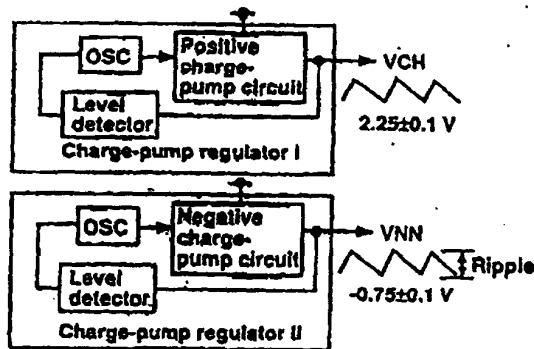 OSC
Positive
charge-
pump circuit
Level
detector
Charge-pump regulator I
VCH
2.25±0.1 V
OSC
Negative
charge-
pump circuit
Level
detector
Charge-pump regulator II
VNN
Ripple
-0.75±0.1 V